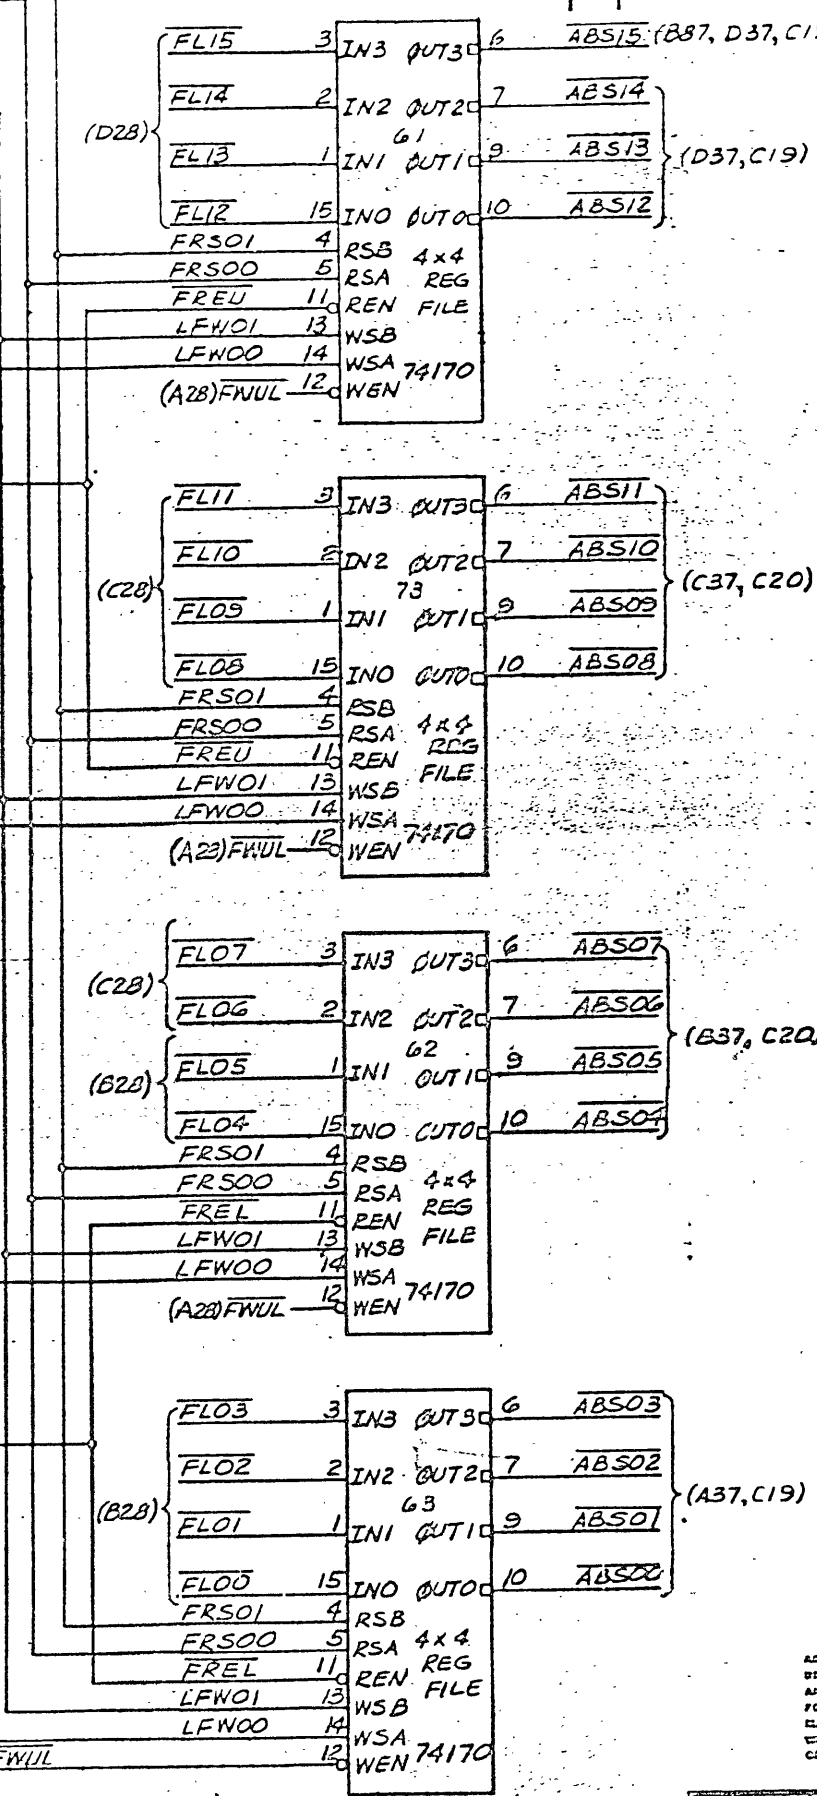 FL15 3 IN3 OUT3 6 ABS15 (B87, D37, C1
FL14 2 IN2 OUT2 7 ABS14
(D28) 61
FL13 1 IN1 OUT1 9 ABS13 (D37, C19)
FL12 15 IN0 OUT0 10 ABS12
FRS01 4 RSB 4x4
FRS00 5 RSA REG
FREU 11 REN FILE
LFW01 13 WSB
LFW00 14 WSA 74170
(A28) FWUL 12 WEN
FL11 3 IN3 OUT3 6 ABS11
FL10 2 IN2 OUT2 7 ABS10
(C28) 73 (C37, C20)
FL09 1 IN1 OUT1 9 ABS09
FL08 15 IN0 OUT0 10 ABS08
FRS01 4 RSB
FRS00 5 RSA 4x4
FREU 11 REN REG
LFW01 13 WSB FILE
LFW00 14 WSA 74170
(A28) FWUL 12 WEN
FL07 3 IN3 OUT3 6 ABS07
(C28)
FL06 2 IN2 OUT2 7 ABS06
62 (B37, C20,
(B28) FL05 1 IN1 OUT1 9 ABS05
FL04 15 IN0 OUT0 10 ABS04
FRS01 4 RSB
FRS00 5 RSA 4x4
FREL 11 REN REG
LFW01 13 WSB FILE
LFW00 14 WSA
(A28) FWUL 12 WEN 74170
FL03 3 IN3 OUT3 6 ABS03
FL02 2 IN2 OUT2 7 ABS02
(B28) 63 (A37, C19)
FL01 1 IN1 OUT1 9 ABS01
FL00 15 IN0 OUT0 10 ABS00
FRS01 4 RSB
FRS00 5 RSA 4x4
FREL 11 REN REG
LFW01 13 WSB FILE
LFW00 14 WSA
FWUL 12 WEN 74170